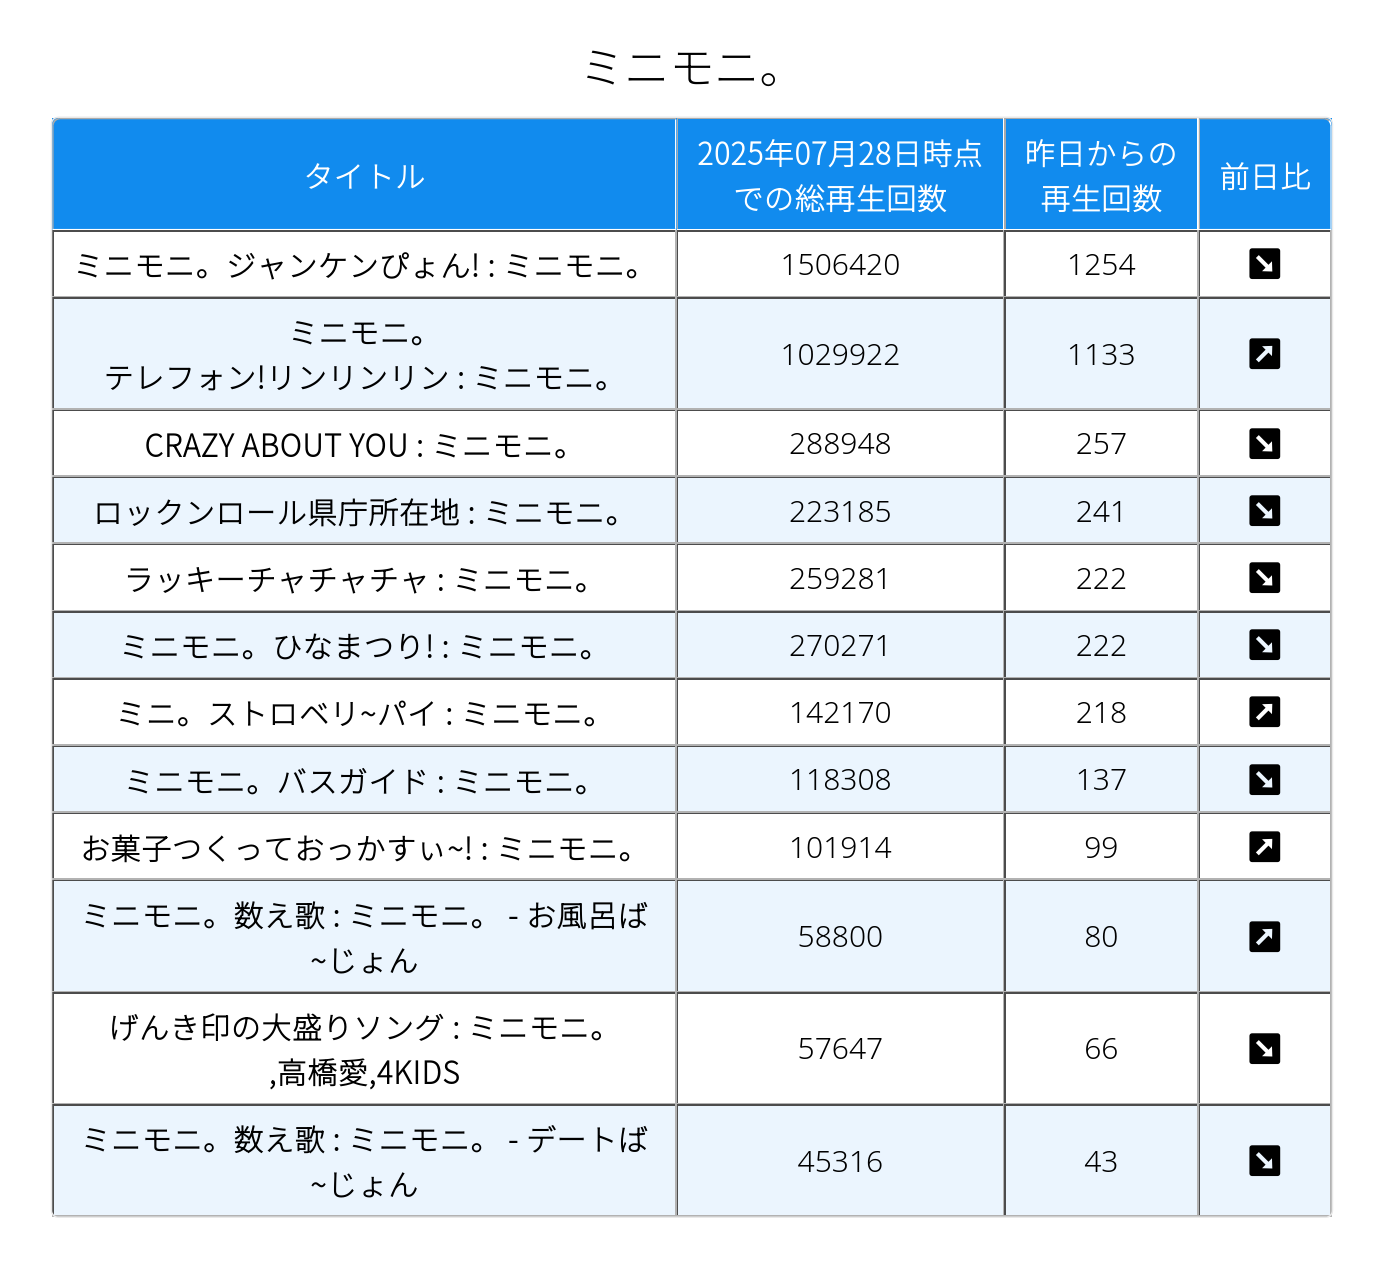 ミニモニ。
タイトル
2025年07月28日時点
での総再生回数
昨日からの
再生回数
前日比
ミニモニ。ジャンケンぴょん! : ミニモニ。
1506420
1254
ミニモニ。
テレフォン!リンリンリン : ミニモニ。
1029922
1133
CRAZY ABOUT YOU : ミニモニ。
288948
257
ロックンロール県庁所在地 : ミニモニ。
223185
241
ラッキーチャチャチャ : ミニモニ。
259281
222
ミニモニ。ひなまつり! : ミニモニ。
270271
222
ミニ。ストロベリ~パイ : ミニモニ。
142170
218
ミニモニ。バスガイド : ミニモニ。
118308
137
お菓子つくっておっかすぃ~! : ミニモニ。
101914
99
ミニモニ。数え歌 : ミニモニ。 - お風呂ば
~じょん
58800
80
げんき印の大盛りソング : ミニモニ。
,高橋愛,4KIDS
57647
66
ミニモニ。数え歌 : ミニモニ。 - デートば
~じょん
45316
43